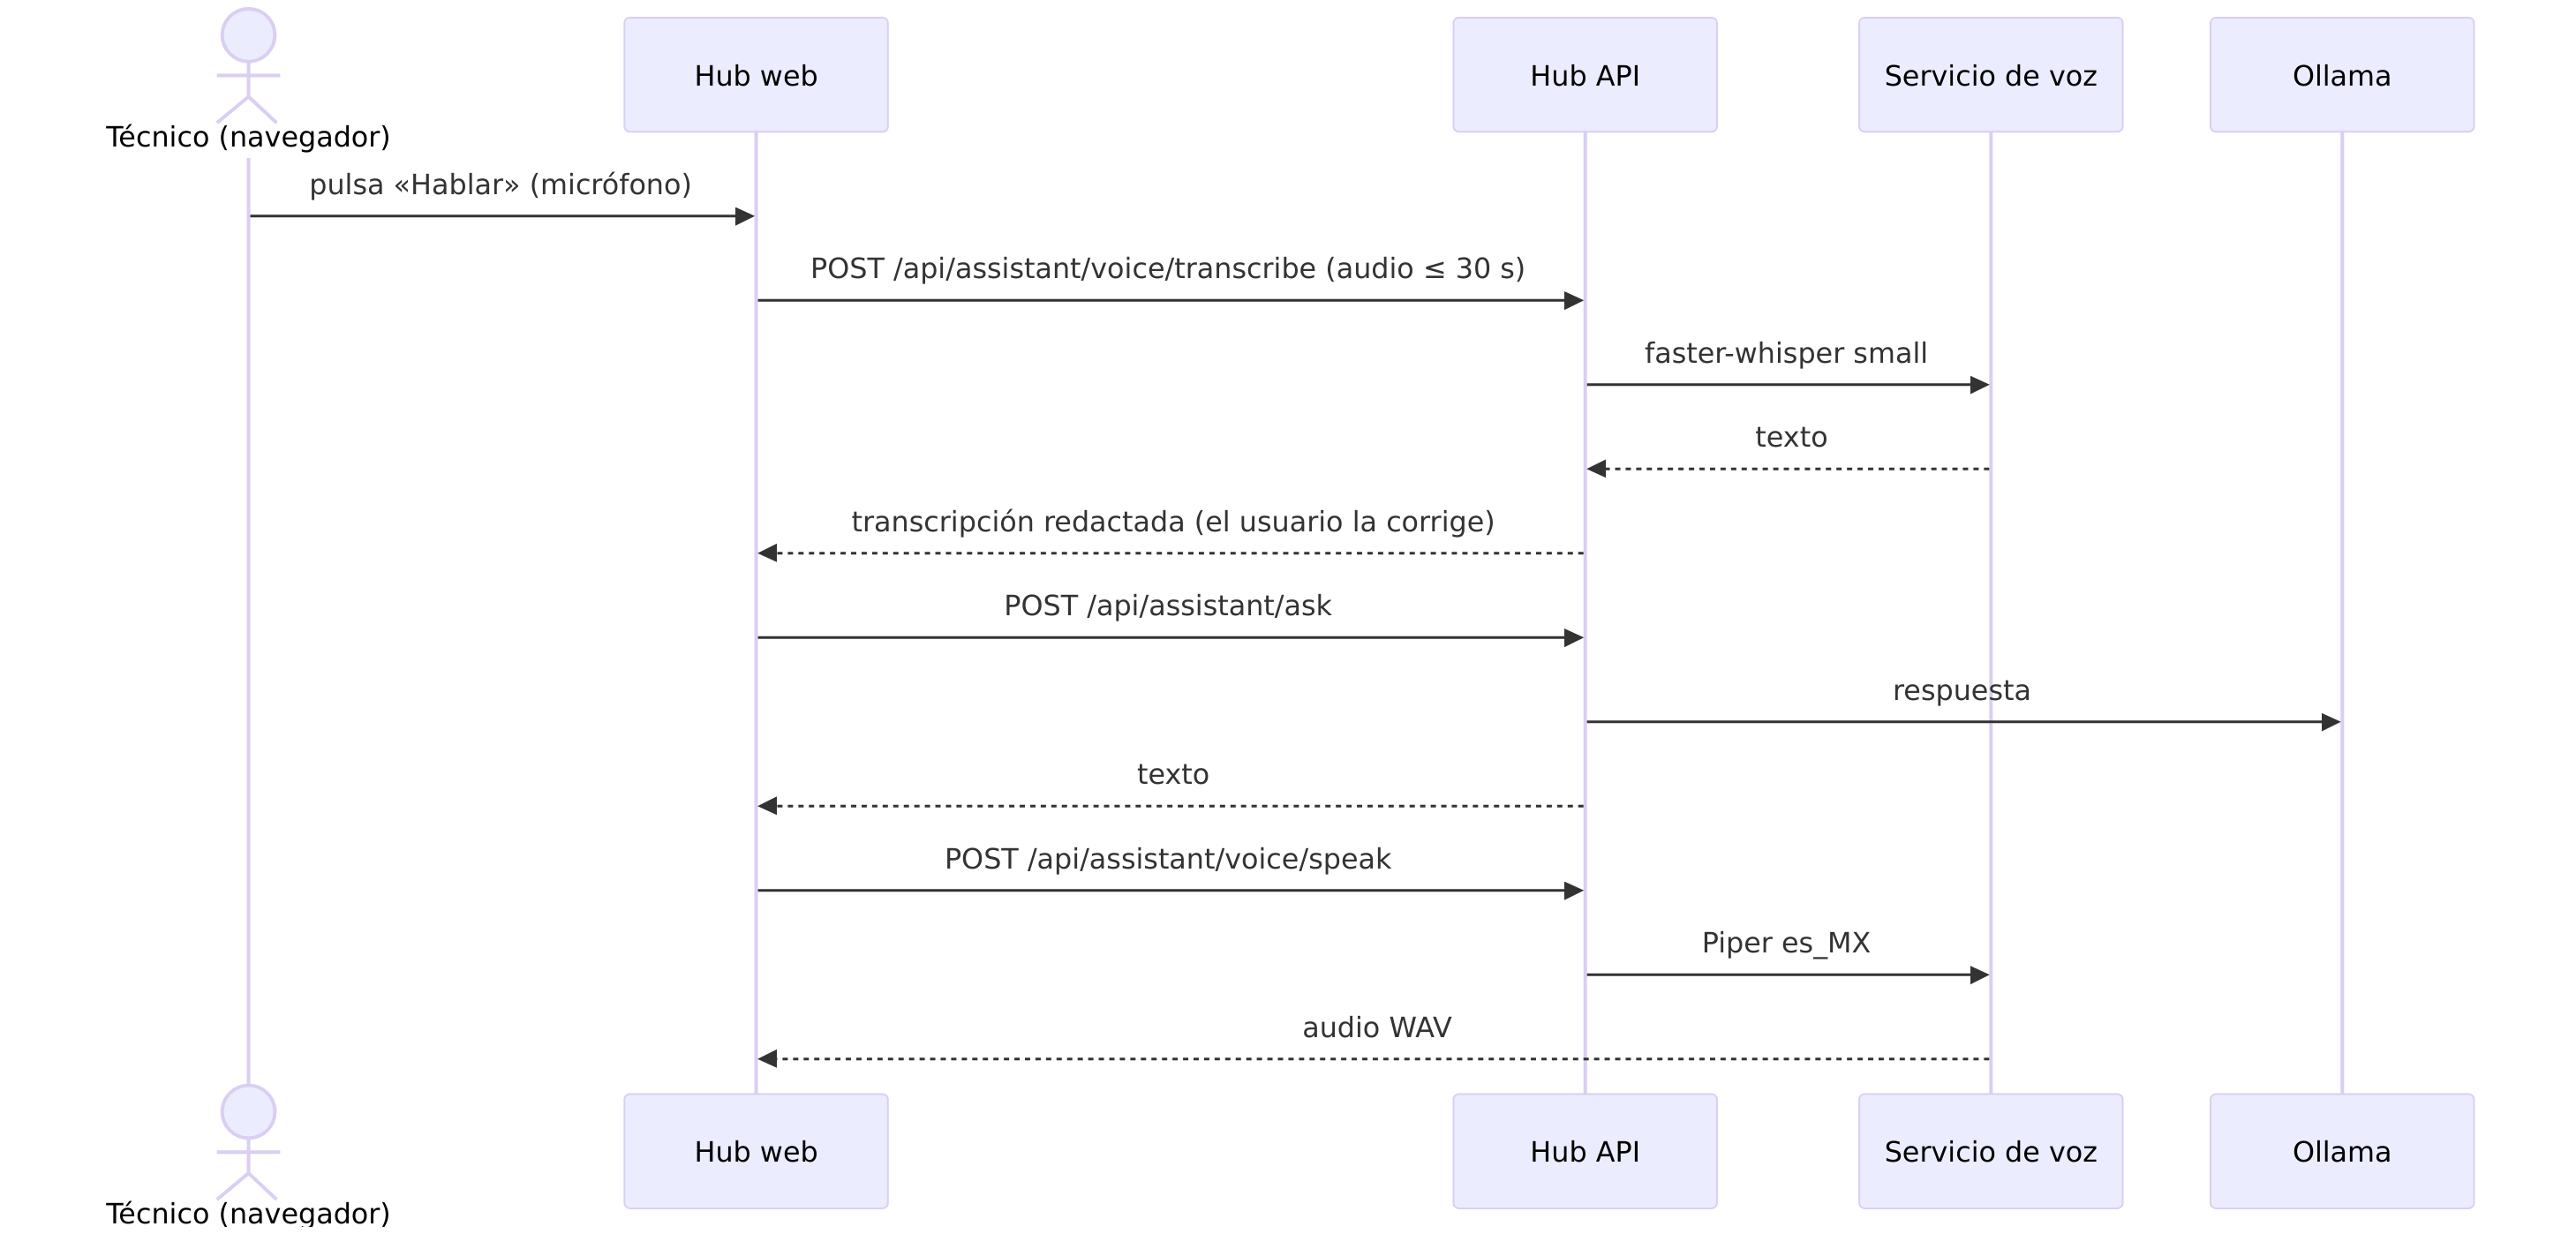 Técnico (navegador)
Hub web
Hub API
Servicio de voz
Ollama
pulsa «Hablar» (micrófono)
POST /api/assistant/voice/transcribe (audio ≤ 30 s)
faster-whisper small
texto
transcripción redactada (el usuario la corrige)
POST /api/assistant/ask
respuesta
texto
POST /api/assistant/voice/speak
Piper es_MX
audio WAV
Técnico (navegador)
Hub web
Hub API
Servicio de voz
Ollama